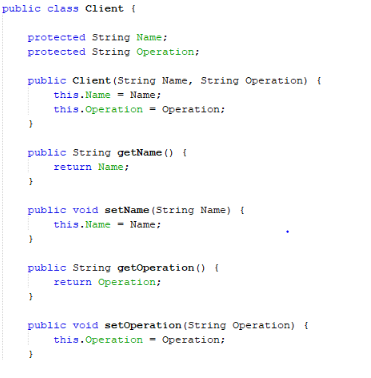 public class Client {
protected String Name;
protected String Operation;
public Client(String Name, String Operation) {
this.Name = Name;
this.Operation = Operation;
}
public String getName() {
return Name;
}
public void setName(String Name) {
this.Name = Name;
}
public String getOperation() {
return Operation;
}
public void setOperation(String Operation) {
this.Operation = Operation;
}